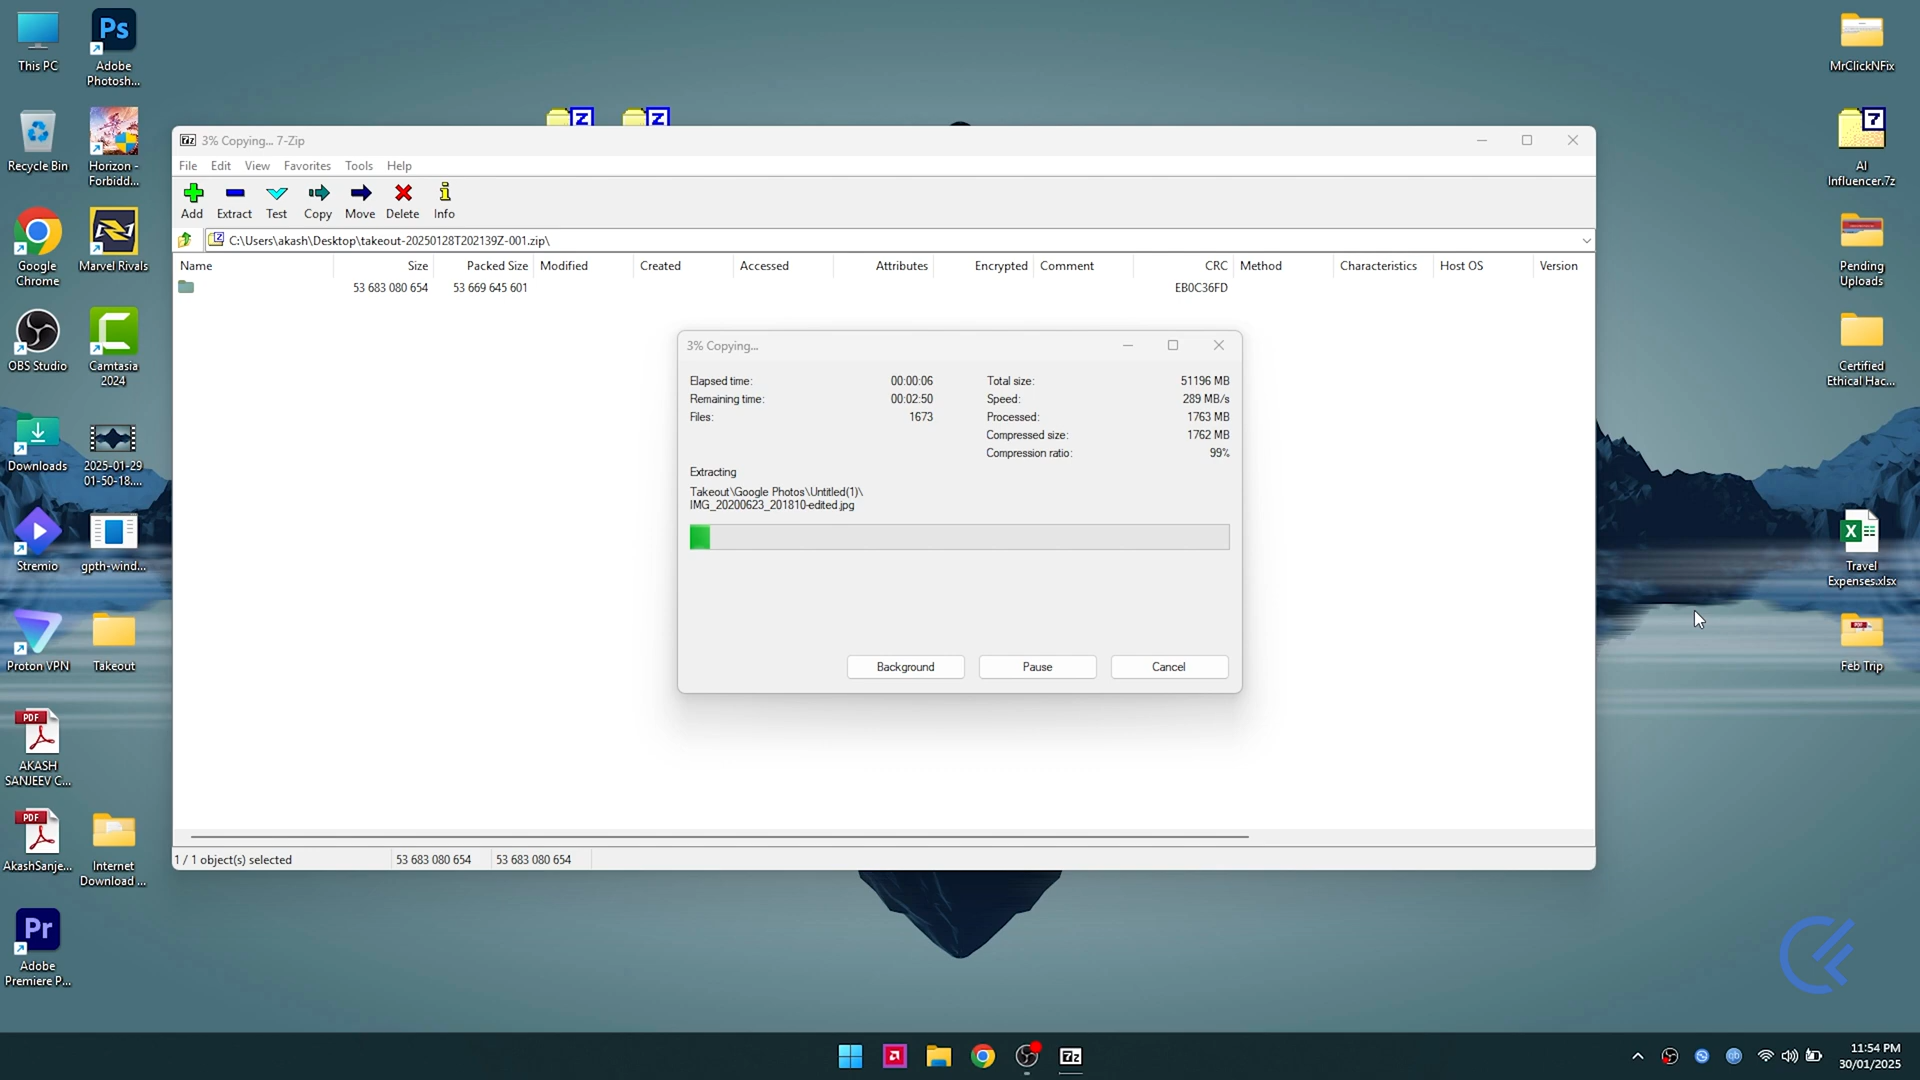 This PC
Ps
Adobe
Photosh...
Recycle Bin
Horizon -
Forbidd...
Google
Chrome
Marvel Rivals
OBS Studio
Camtasia
2024
Downloads
2025-01-29
01-50-18....
Stremio
gpth-wind...
Proton VPN
Takeout
PDF
AKASH
SANJEEV C...
PDF
AkashSanje...
Internet
Download ...
Pr
Adobe
Premiere P...
Z
Z
7z 3% Copying... 7-Zip
File Edit View Favorites Tools Help
Add Extract Test Copy Move Delete Info
C:\Users\akash\Desktop\takeout-20250128T202139Z-001.zip\
Name Size Packed Size Modified Created Accessed Attributes Encrypted Comment CRC Method Characteristics Host OS Version
53 683 080 654 53 669 645 601 EB0C36FD
3% Copying...
Elapsed time: 00:00:06 Total size: 51196 MB
Remaining time: 00:02:50 Speed: 289 MB/s
Files: 1673 Processed: 1763 MB
Compressed size: 1762 MB
Compression ratio: 99%
Extracting
Takeout\Google Photos\Untitled(1)\
IMG_20200623_201810-edited.jpg
Background Pause Cancel
1 / 1 object(s) selected 53 683 080 654 53 683 080 654
MrClickNFix
7
AI
Influencer.7z
Pending
Uploads
Certified
Ethical Hac...
X
Travel
Expenses.xlsx
PDF
Feb Trip
7z
11:54 PM
30/01/2025